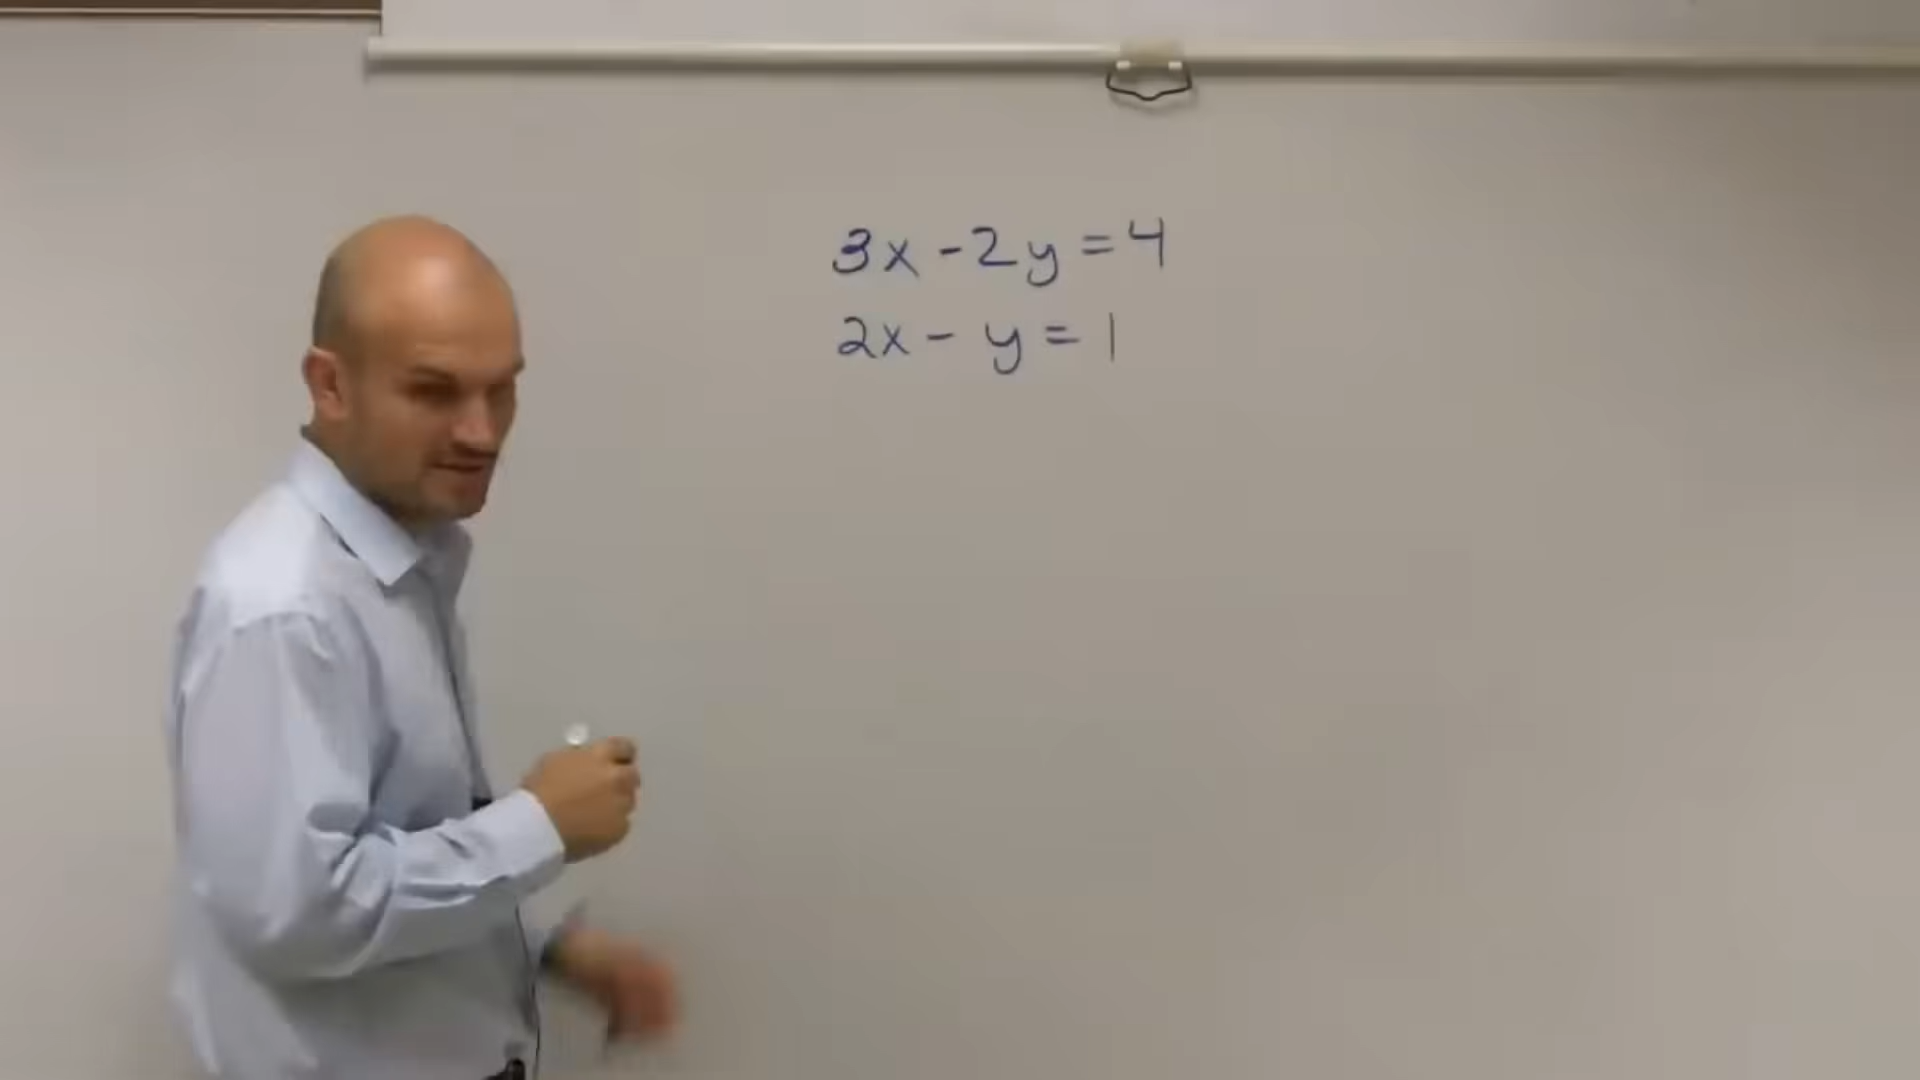 3x - 2y = 4
2x - y = 1